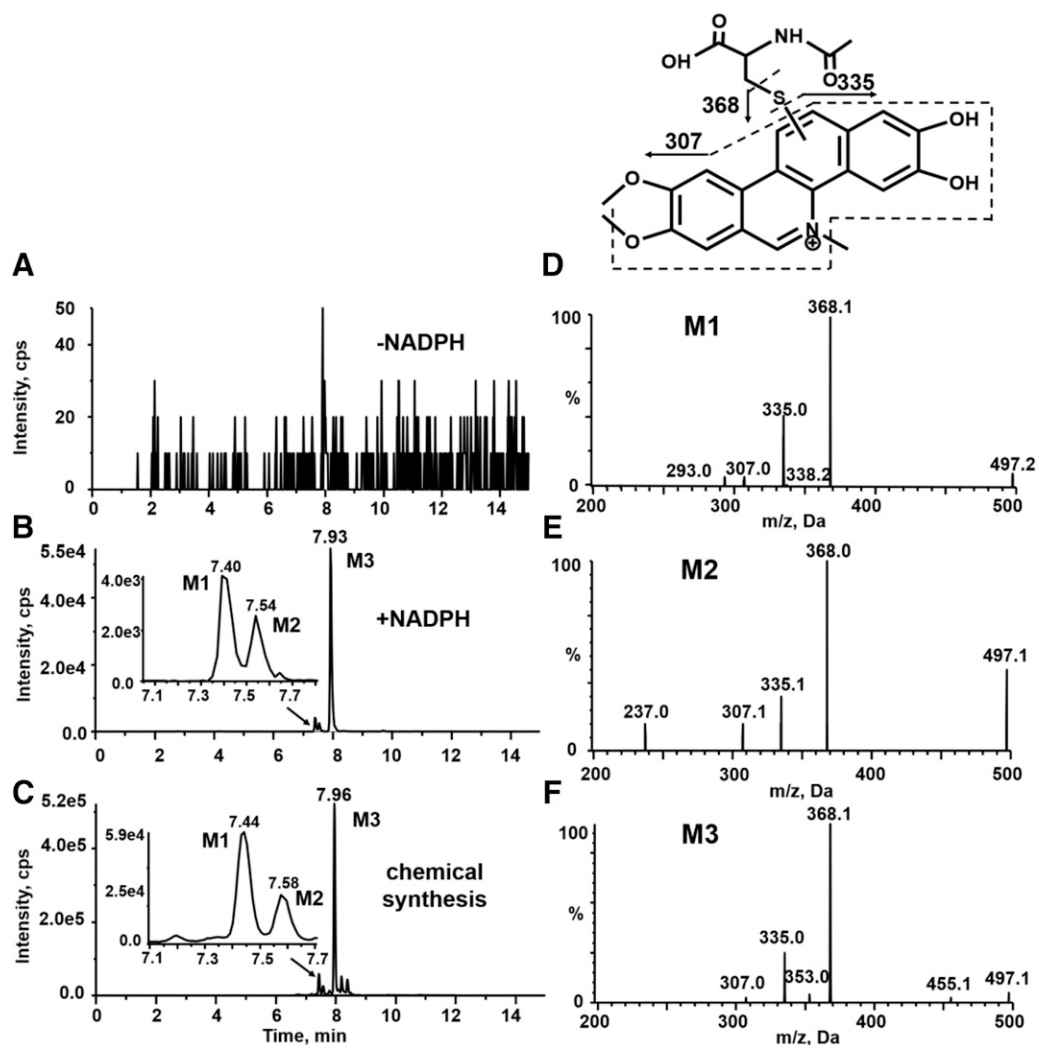 O
NH
OH
O
335
S
368
307
OH
O
OH
N
⊕
O
A
50
40
20
0
Intensity, cps
-NADPH
0 2 4 6 8 10 12 14
B
5.5e4
4.0e4
2.0e4
0.0
Intensity, cps
7.93
M3
+NADPH
4.0e3
2.0e3
0.0
M1
7.40
7.54
M2
7.1 7.3 7.5 7.7
0 2 4 6 8 10 12 14
C
5.2e5
4.0e5
2.0e5
0.0
Intensity, cps
7.96
M3
chemical
synthesis
5.9e4
2.5e4
0.0
M1
7.44
7.58
M2
7.1 7.3 7.5 7.7
0 2 4 6 8 10 12 14
Time, min
D
100
%
0
M1
368.1
335.0
293.0 307.0
338.2
497.2
200 300 400 500
m/z, Da
E
100
%
0
M2
368.0
497.1
335.1
237.0
307.1
200 300 400 500
m/z, Da
F
100
%
0
M3
368.1
335.0
353.0
307.0
455.1
497.1
200 300 400 500
m/z, Da